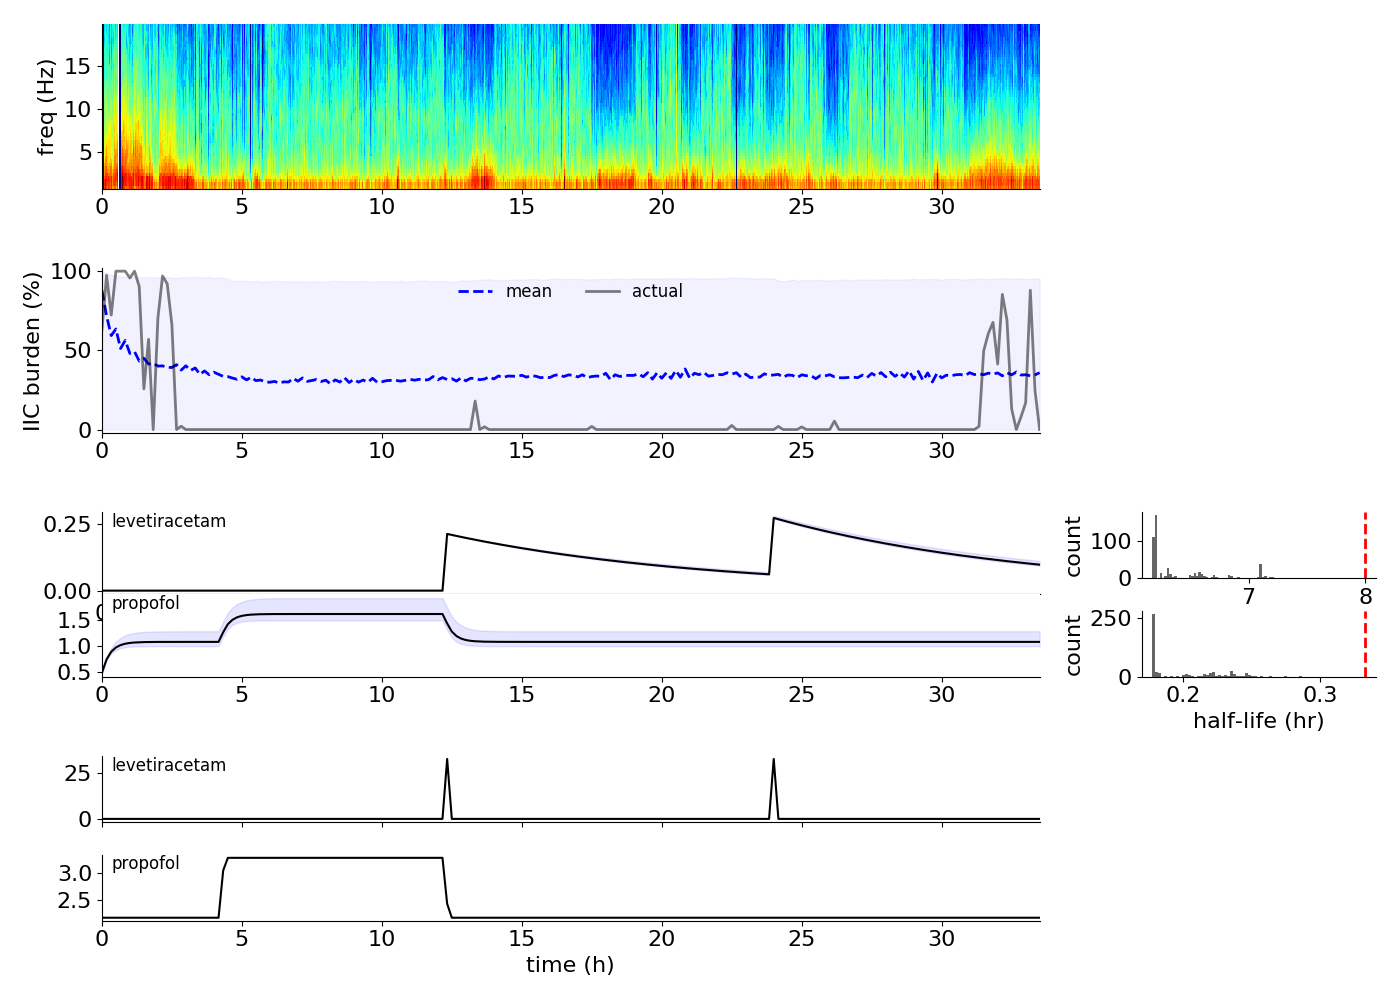 freq (Hz)
15
10
5
0 5 10 15 20 25 30
IIC burden (%)
100
50
0
mean actual
0 5 10 15 20 25 30
levetiracetam
0.25
0.00
count
100
0
7 8
propofol
1.5
1.0
0.5
0 5 10 15 20 25 30
count
250
0
0.2 0.3
half-life (hr)
levetiracetam
25
0
propofol
3.0
2.5
0 5 10 15 20 25 30
time (h)